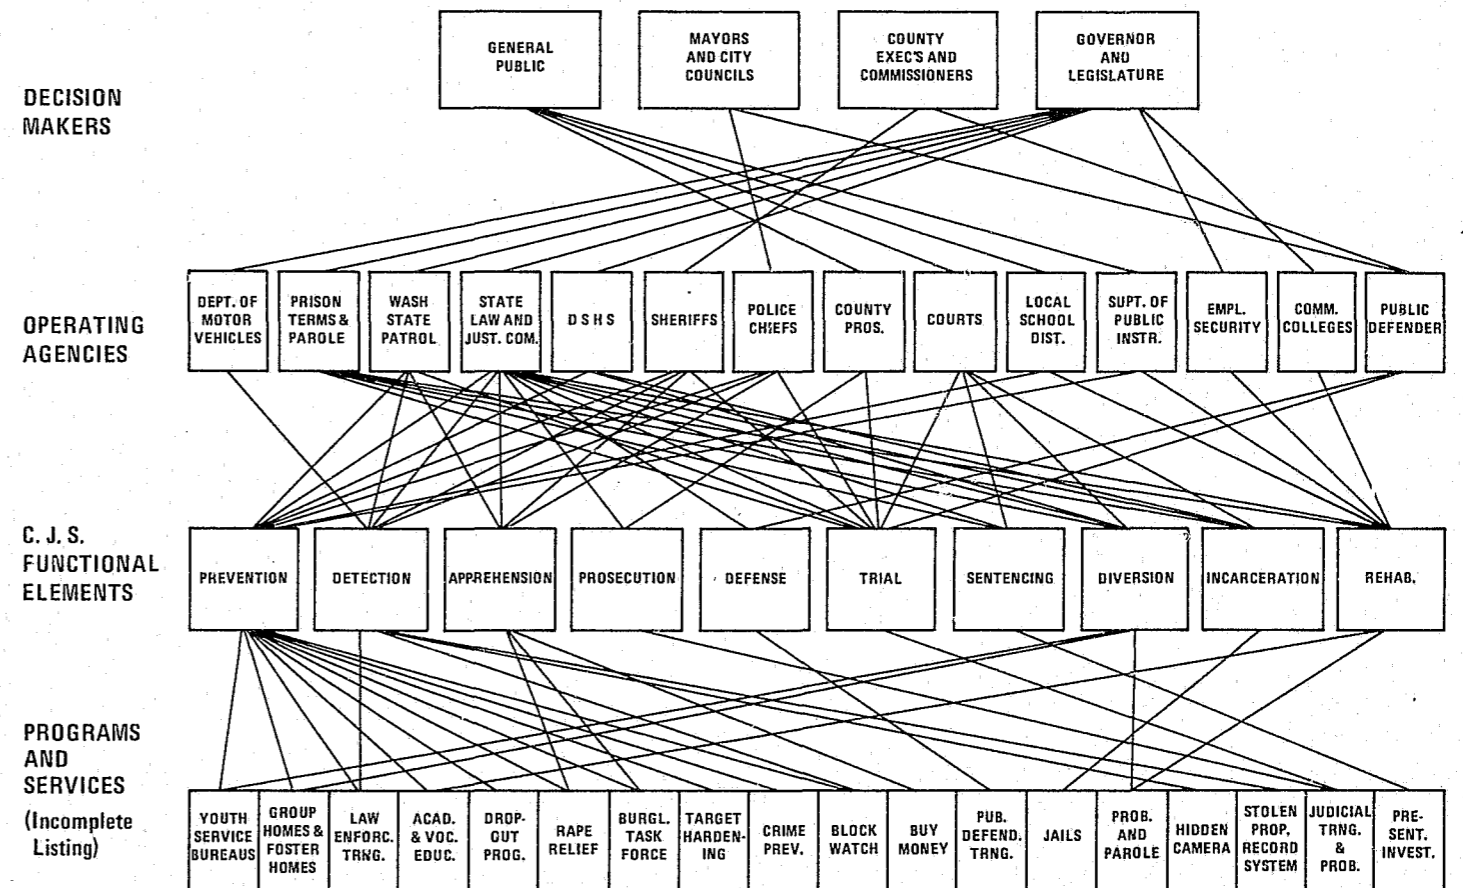 DECISION
MAKERS
GENERAL
PUBLIC
MAYORS
AND CITY
COUNCILS
COUNTY
EXEC'S AND
COMMISSIONERS
GOVERNOR
AND
LEGISLATURE
OPERATING
AGENCIES
DEPT. OF
MOTOR
VEHICLES
PRISON
TERMS &
PAROLE
WASH
STATE
PATROL
STATE
LAW AND
JUST. COM.
D S H S
SHERIFFS
POLICE
CHIEFS
COUNTY
PROS.
COURTS
LOCAL
SCHOOL
DIST.
SUPT. OF
PUBLIC
INSTR.
EMPL.
SECURITY
COMM.
COLLEGES
PUBLIC
DEFENDER
C. J. S.
FUNCTIONAL
ELEMENTS
PREVENTION
DETECTION
APPREHENSION
PROSECUTION
DEFENSE
TRIAL
SENTENCING
DIVERSION
INCARCERATION
REHAB.
PROGRAMS
AND
SERVICES
(Incomplete
Listing)
YOUTH
SERVICE
BUREAUS
GROUP
HOMES &
FOSTER
HOMES
LAW
ENFORC.
TRNG.
ACAD.
& VOC.
EDUC.
DROP-
OUT
PROG.
RAPE
RELIEF
BURGL.
TASK
FORCE
TARGET
HARDEN-
ING
CRIME
PREV.
BLOCK
WATCH
BUY
MONEY
PUB.
DEFEND.
TRNG.
JAILS
PROB.
AND
PAROLE
HIDDEN
CAMERA
STOLEN
PROP.
RECORD
SYSTEM
JUDICIAL
TRNG.
&
PROB.
PRE-
SENT.
INVEST.